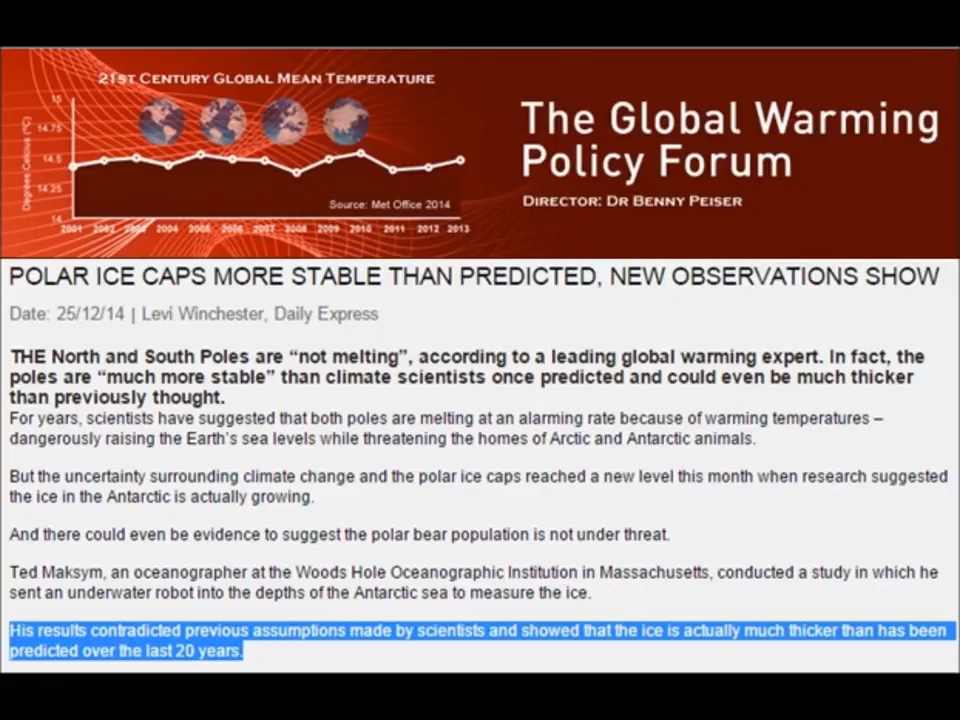 21ST CENTURY GLOBAL MEAN TEMPERATURE
15
14.75
14.5
14.25
14
Degrees Celcius (°C)
Source: Met Office 2014
2001 2002 2003 2004 2005 2006 2007 2008 2009 2010 2011 2012 2013
The Global Warming
Policy Forum
DIRECTOR: DR BENNY PEISER
POLAR ICE CAPS MORE STABLE THAN PREDICTED, NEW OBSERVATIONS SHOW
Date: 25/12/14 | Levi Winchester, Daily Express
THE North and South Poles are “not melting”, according to a leading global warming expert. In fact, the
poles are “much more stable” than climate scientists once predicted and could even be much thicker
than previously thought.
For years, scientists have suggested that both poles are melting at an alarming rate because of warming temperatures –
dangerously raising the Earth’s sea levels while threatening the homes of Arctic and Antarctic animals.
But the uncertainty surrounding climate change and the polar ice caps reached a new level this month when research suggested
the ice in the Antarctic is actually growing.
And there could even be evidence to suggest the polar bear population is not under threat.
Ted Maksym, an oceanographer at the Woods Hole Oceanographic Institution in Massachusetts, conducted a study in which he
sent an underwater robot into the depths of the Antarctic sea to measure the ice.
His results contradicted previous assumptions made by scientists and showed that the ice is actually much thicker than has been
predicted over the last 20 years.